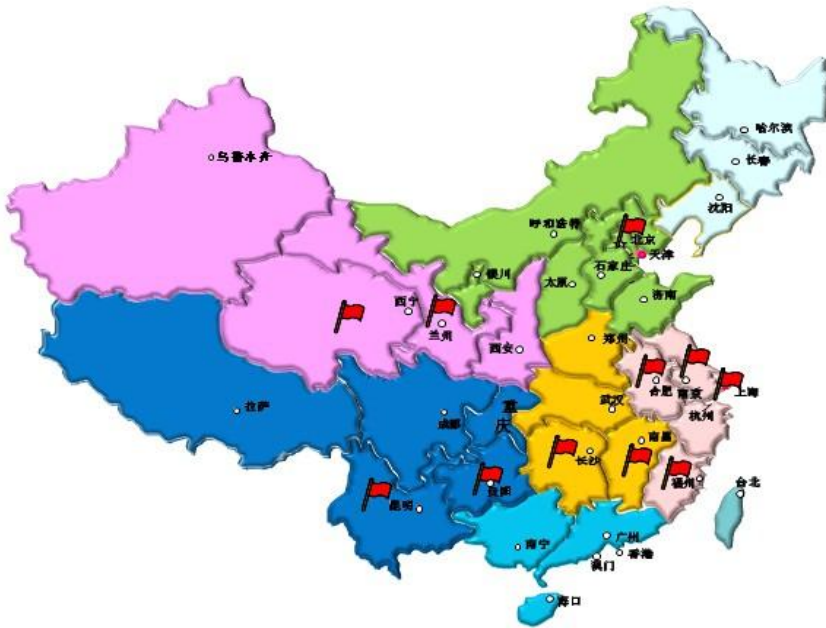 哈尔滨
乌鲁木齐
长春
沈阳
呼和浩特
北京
天津
银川
石家庄
太原
济南
西宁
兰州
郑州
西安
合肥
南京
上海
拉萨
成都
重庆
武汉
杭州
南昌
长沙
贵阳
福州
台北
昆明
广州
南宁
香港
澳门
海口